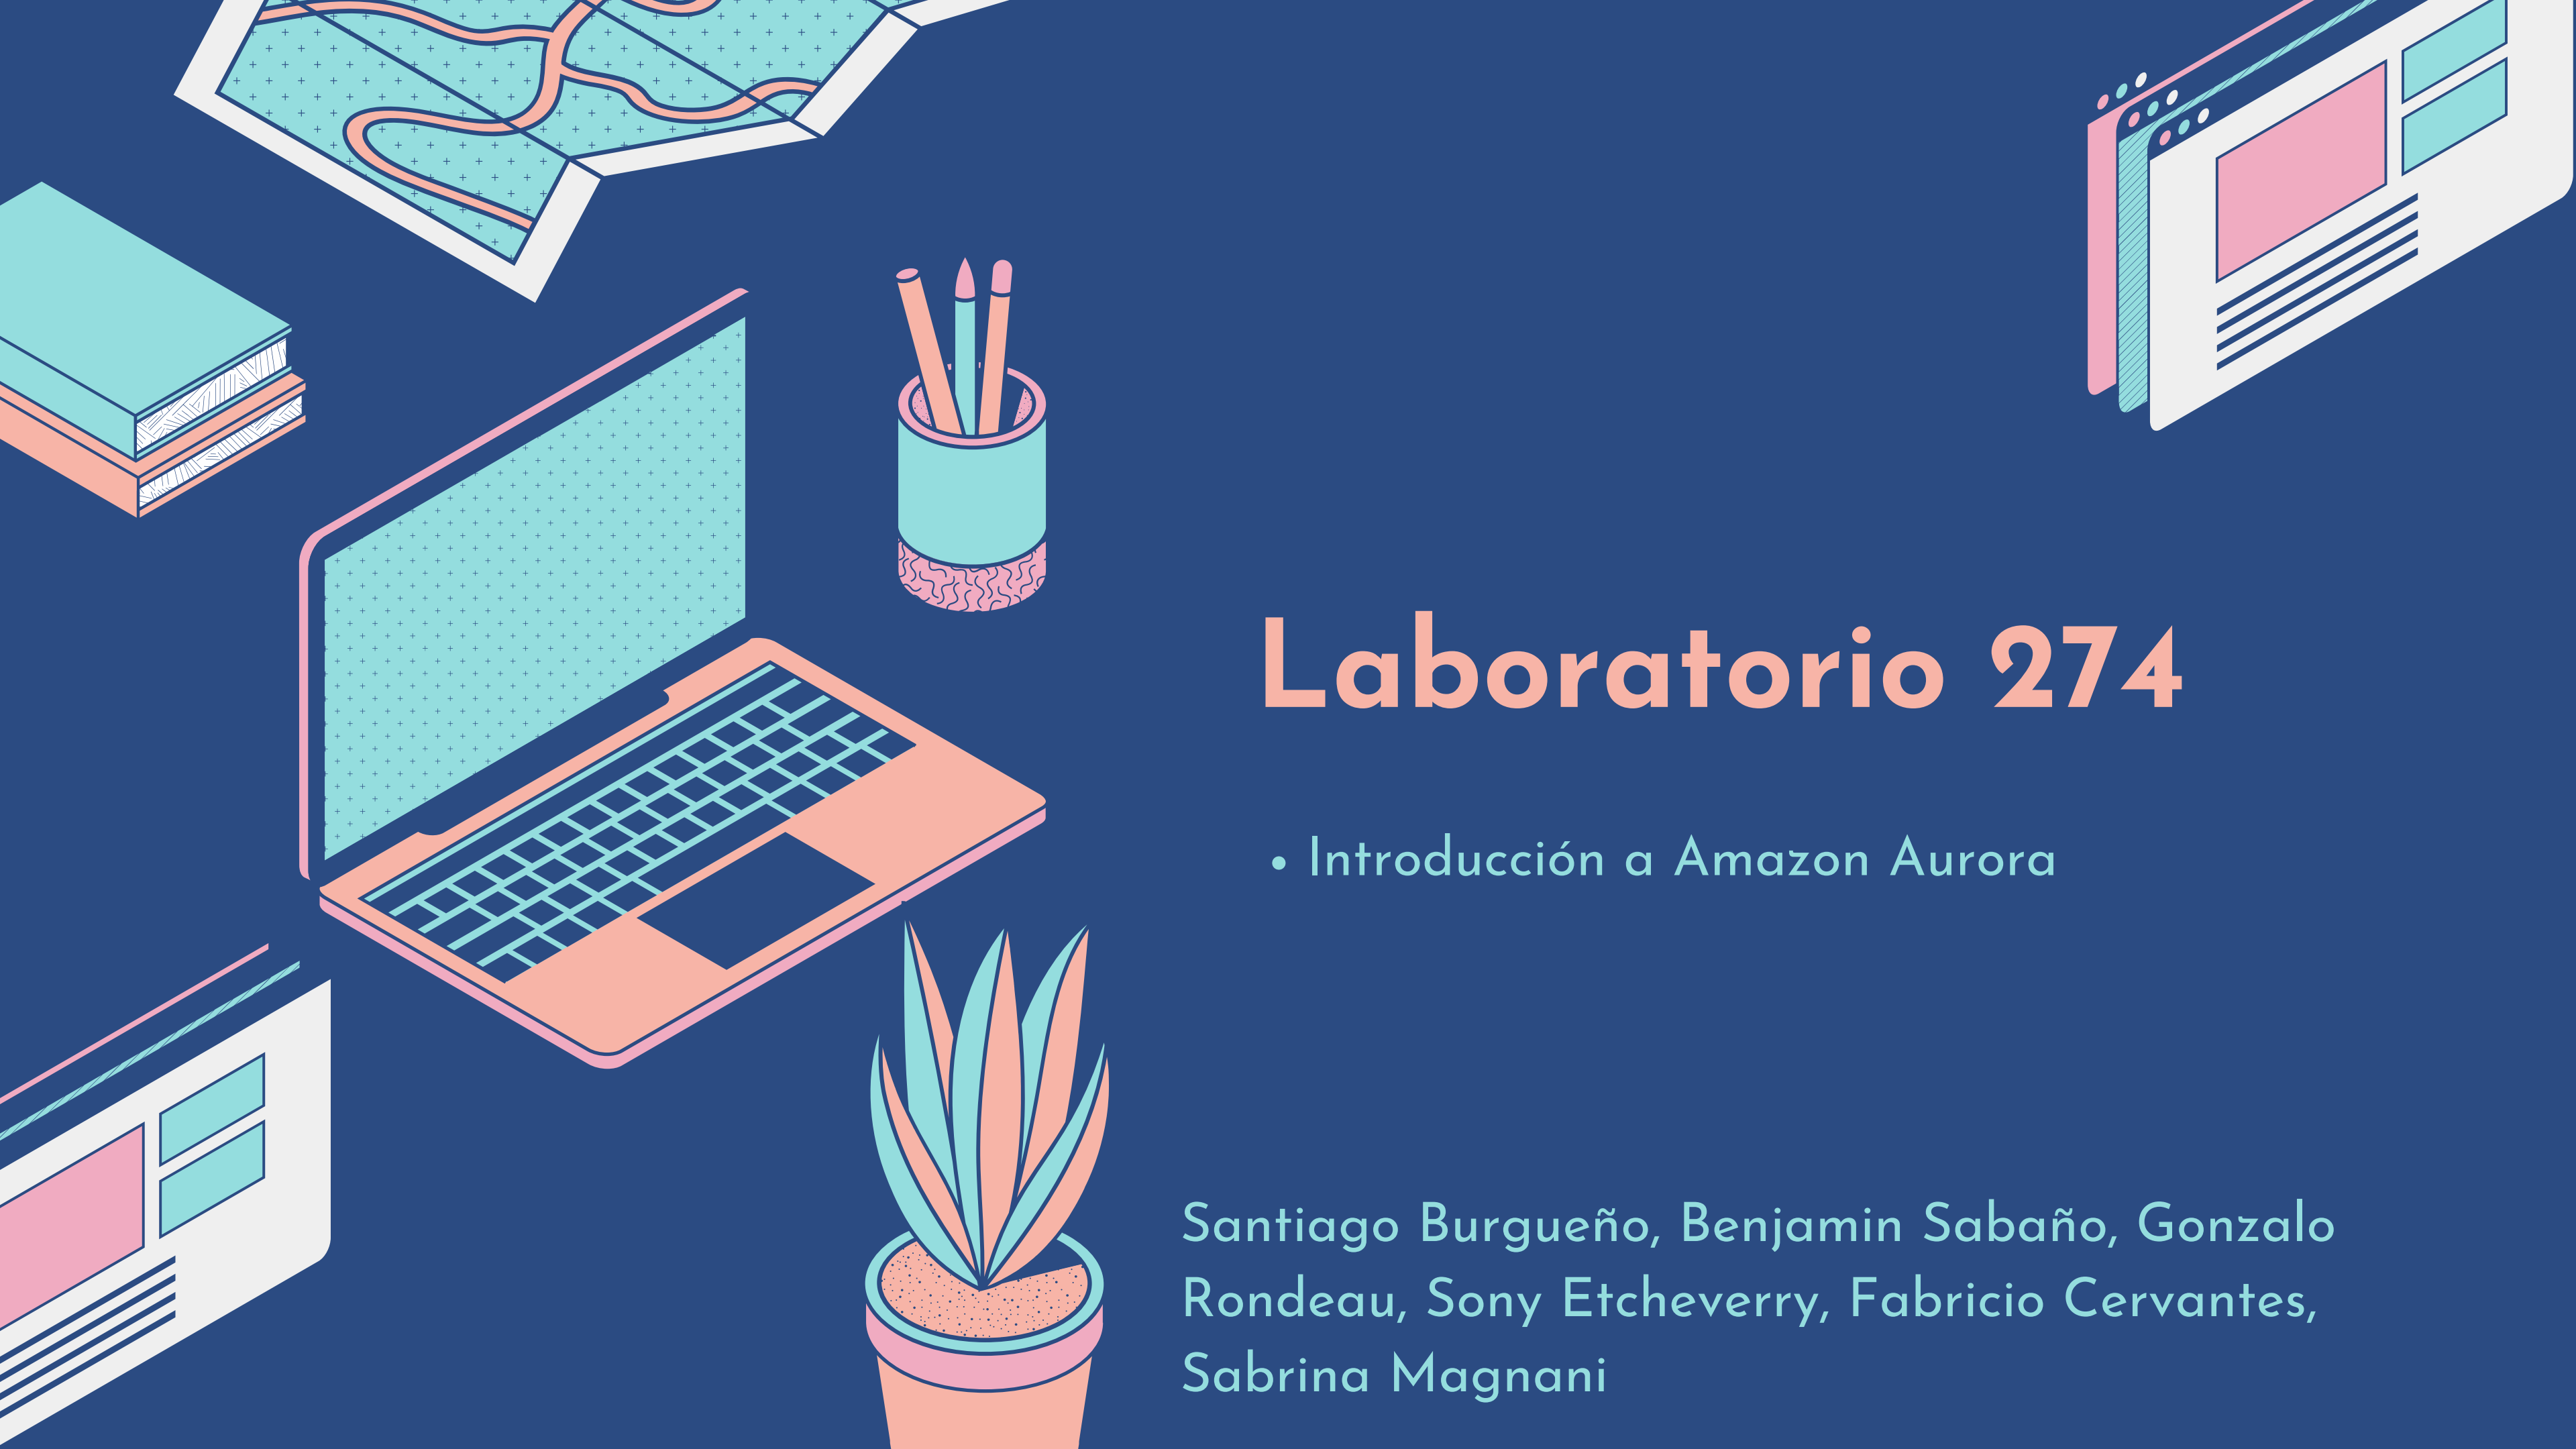 Laboratorio 274
• Introducción a Amazon Aurora
Santiago Burgueño, Benjamin Sabaño, Gonzalo
Rondeau, Sony Etcheverry, Fabricio Cervantes,
Sabrina Magnani